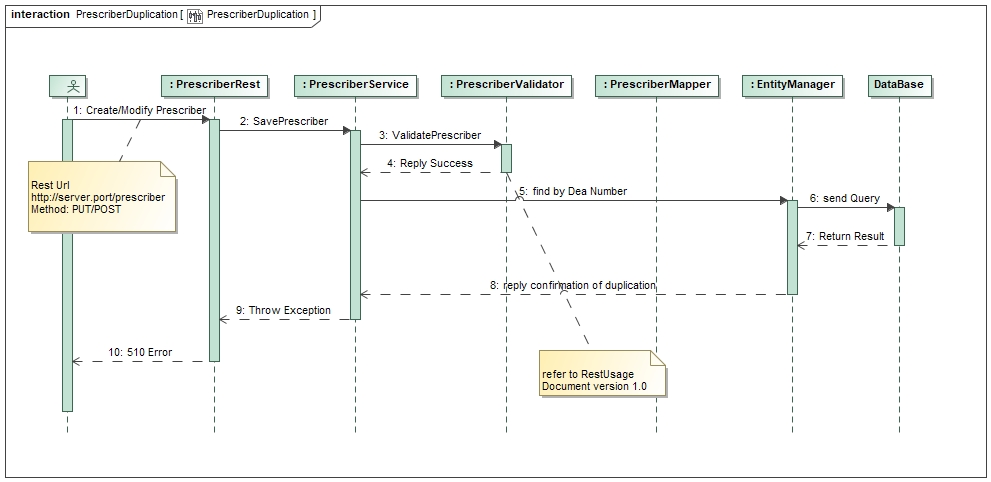 interaction PrescriberDuplication [ PrescriberDuplication ]
: PrescriberRest
: PrescriberService
: PrescriberValidator
: PrescriberMapper
: EntityManager
DataBase
1: Create/Modify Prescriber
2: SavePrescriber
3: ValidatePrescriber
4: Reply Success
Rest Url
http://server.port/prescriber
Method: PUT/POST
5: find by Dea Number
6: send Query
7: Return Result
8: reply confirmation of duplication
9: Throw Exception
10: 510 Error
refer to RestUsage
Document version 1.0